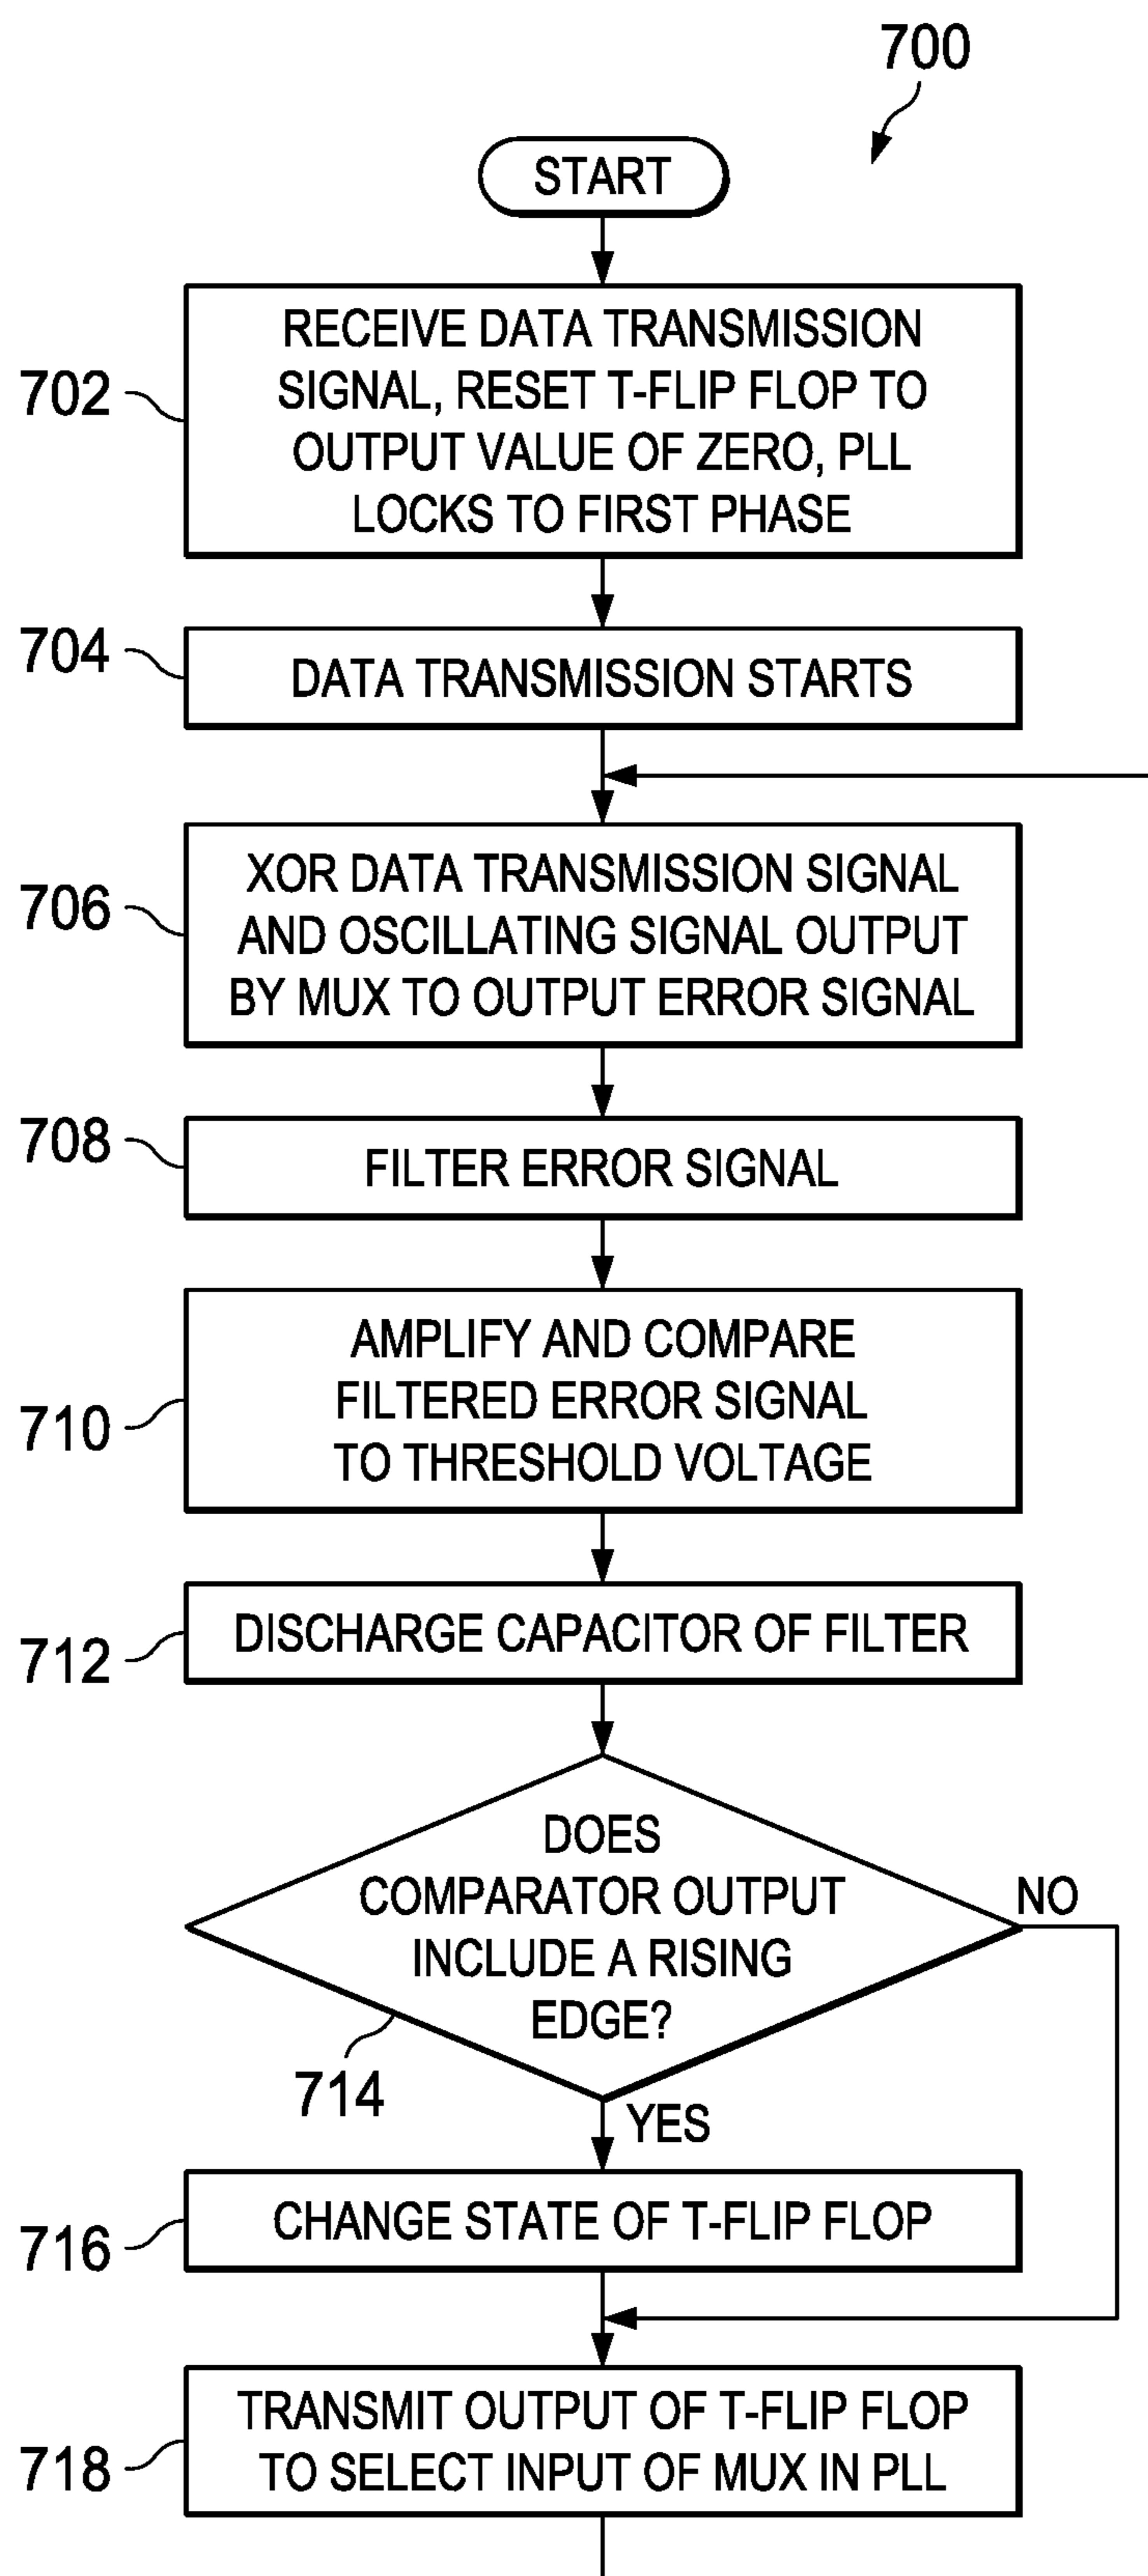 700
START
702
RECEIVE DATA TRANSMISSION
SIGNAL, RESET T-FLIP FLOP TO
OUTPUT VALUE OF ZERO, PLL
LOCKS TO FIRST PHASE
704
DATA TRANSMISSION STARTS
706
XOR DATA TRANSMISSION SIGNAL
AND OSCILLATING SIGNAL OUTPUT
BY MUX TO OUTPUT ERROR SIGNAL
708
FILTER ERROR SIGNAL
710
AMPLIFY AND COMPARE
FILTERED ERROR SIGNAL
TO THRESHOLD VOLTAGE
712
DISCHARGE CAPACITOR OF FILTER
DOES
COMPARATOR OUTPUT
INCLUDE A RISING
EDGE?
NO
714
YES
716
CHANGE STATE OF T-FLIP FLOP
718
TRANSMIT OUTPUT OF T-FLIP FLOP
TO SELECT INPUT OF MUX IN PLL